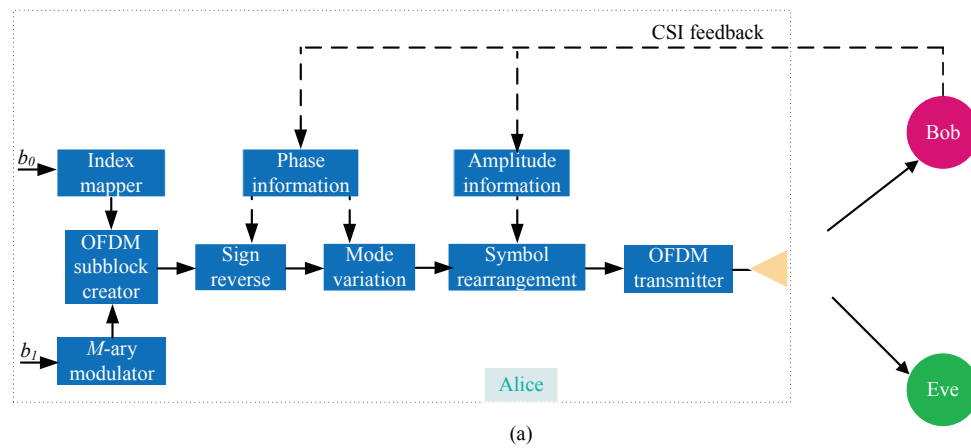 CSI feedback
Bob
b0
Index
mapper
Phase
information
Amplitude
information
OFDM
subblock
creator
Sign
reverse
Mode
variation
Symbol
rearrangement
OFDM
transmitter
b1
M-ary
modulator
Alice
Eve
(a)